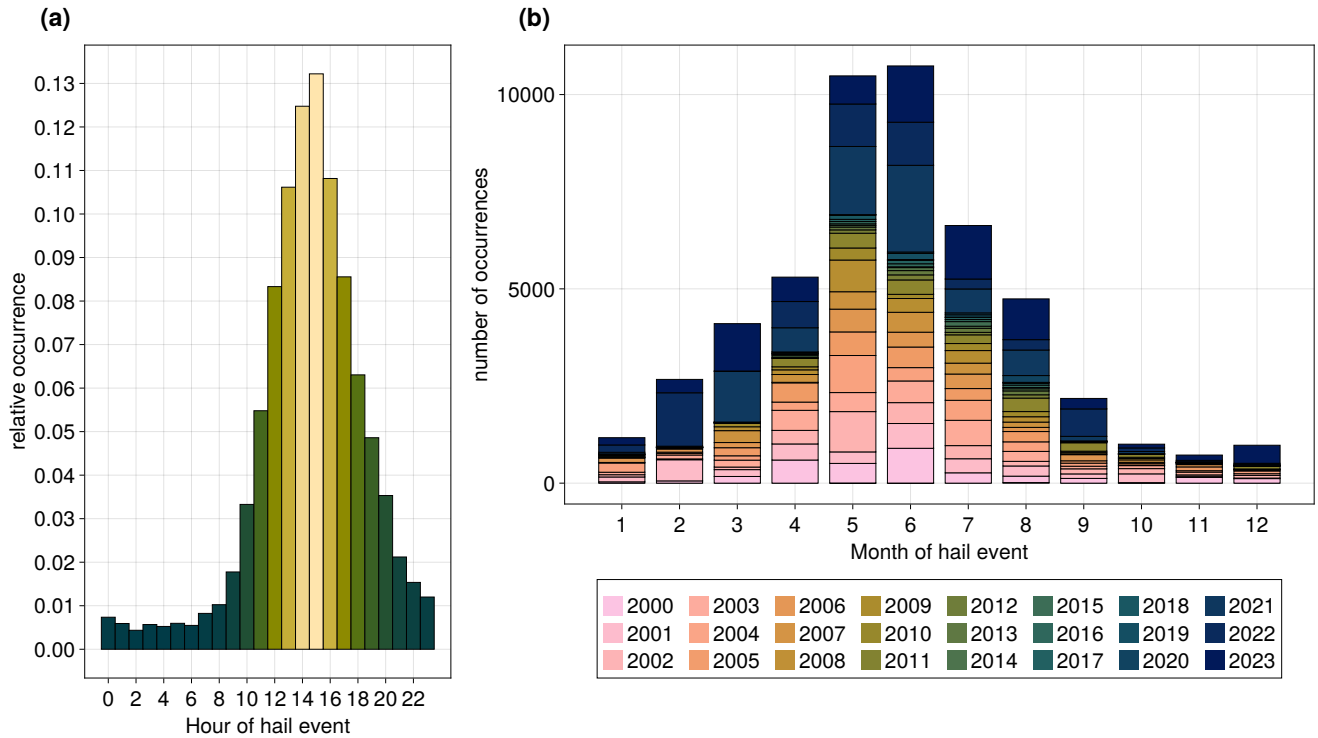 (a)
0.13
0.12
0.11
0.10
0.09
0.08
0.07
0.06
0.05
0.04
0.03
0.02
0.01
0.00
relative occurrence
0 2 4 6 8 10 12 14 16 18 20 22
Hour of hail event
(b)
10000
5000
0
number of occurrences
1 2 3 4 5 6 7 8 9 10 11 12
Month of hail event
2000 2003 2006 2009 2012 2015 2018 2021
2001 2004 2007 2010 2013 2016 2019 2022
2002 2005 2008 2011 2014 2017 2020 2023